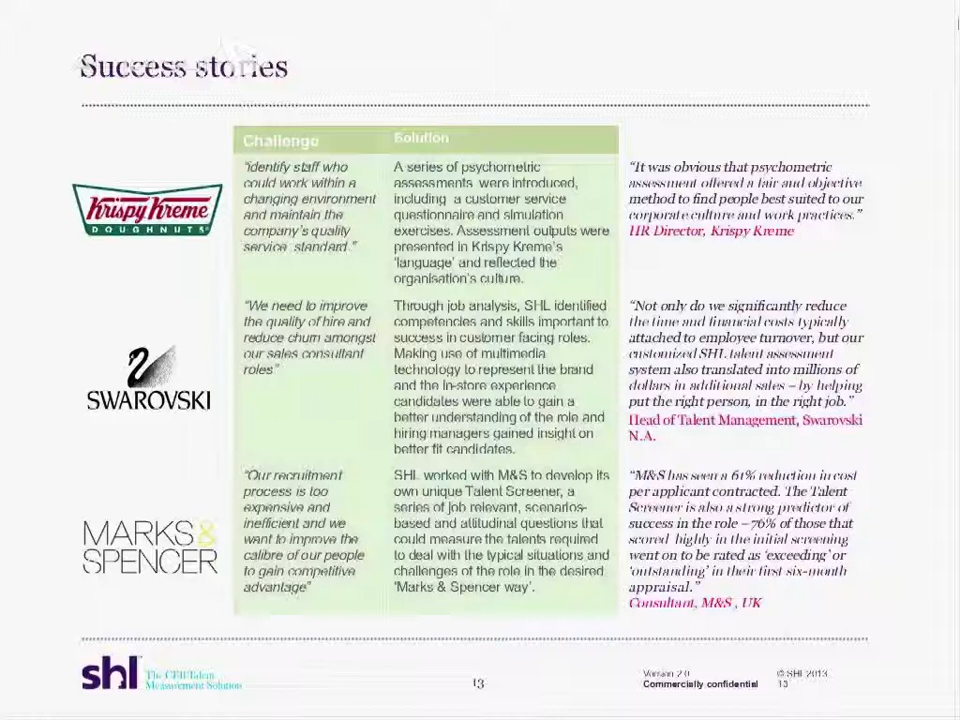 Success stories
Challenge
Solution
Krispy Kreme
DOUGHNUTS
"identify staff who
could work within a
changing environment
and maintain the
company's quality
service standard."
A series of psychometric
assessments were introduced,
including a customer service
questionnaire and simulation
exercises. Assessment outputs were
presented in Krispy Kreme's
'language' and reflected the
organisation's culture.
"It was obvious that psychometric
assessment offered a fair and objective
method to find people best suited to our
corporate culture and work practices."
HR Director, Krispy Kreme
SWAROVSKI
"We need to improve
the quality of hire and
reduce churn amongst
our sales consultant
roles"
Through job analysis, SHL identified
competencies and skills important to
success in customer facing roles.
Making use of multimedia
technology to represent the brand
and the in-store experience
candidates were able to gain a
better understanding of the role and
hiring managers gained insight on
better fit candidates.
"Not only do we significantly reduce
the time and financial costs typically
attached to employee turnover, but our
customized SHL talent assessment
system also translated into millions of
dollars in additional sales – by helping
put the right person, in the right job."
Head of Talent Management, Swarovski
N.A.
MARKS&
SPENCER
"Our recruitment
process is too
expensive and
inefficient and we
want to improve the
calibre of our people
to gain competitive
advantage"
SHL worked with M&S to develop its
own unique Talent Screener, a
series of job relevant, scenarios-
based and attitudinal questions that
could measure the talents required
to deal with the typical situations and
challenges of the role in the desired
'Marks & Spencer way'.
"M&S has seen a 61% reduction in cost
per applicant contracted. The Talent
Screener is also a strong predictor of
success in the role – 76% of those that
scored highly in the initial screening
went on to be rated as 'exceeding' or
'outstanding' in their first six-month
appraisal."
Consultant, M&S , UK
shl
The CEB Talent
Measurement Solution
13
Version 2.0
Commercially confidential
© SHL 2013
13